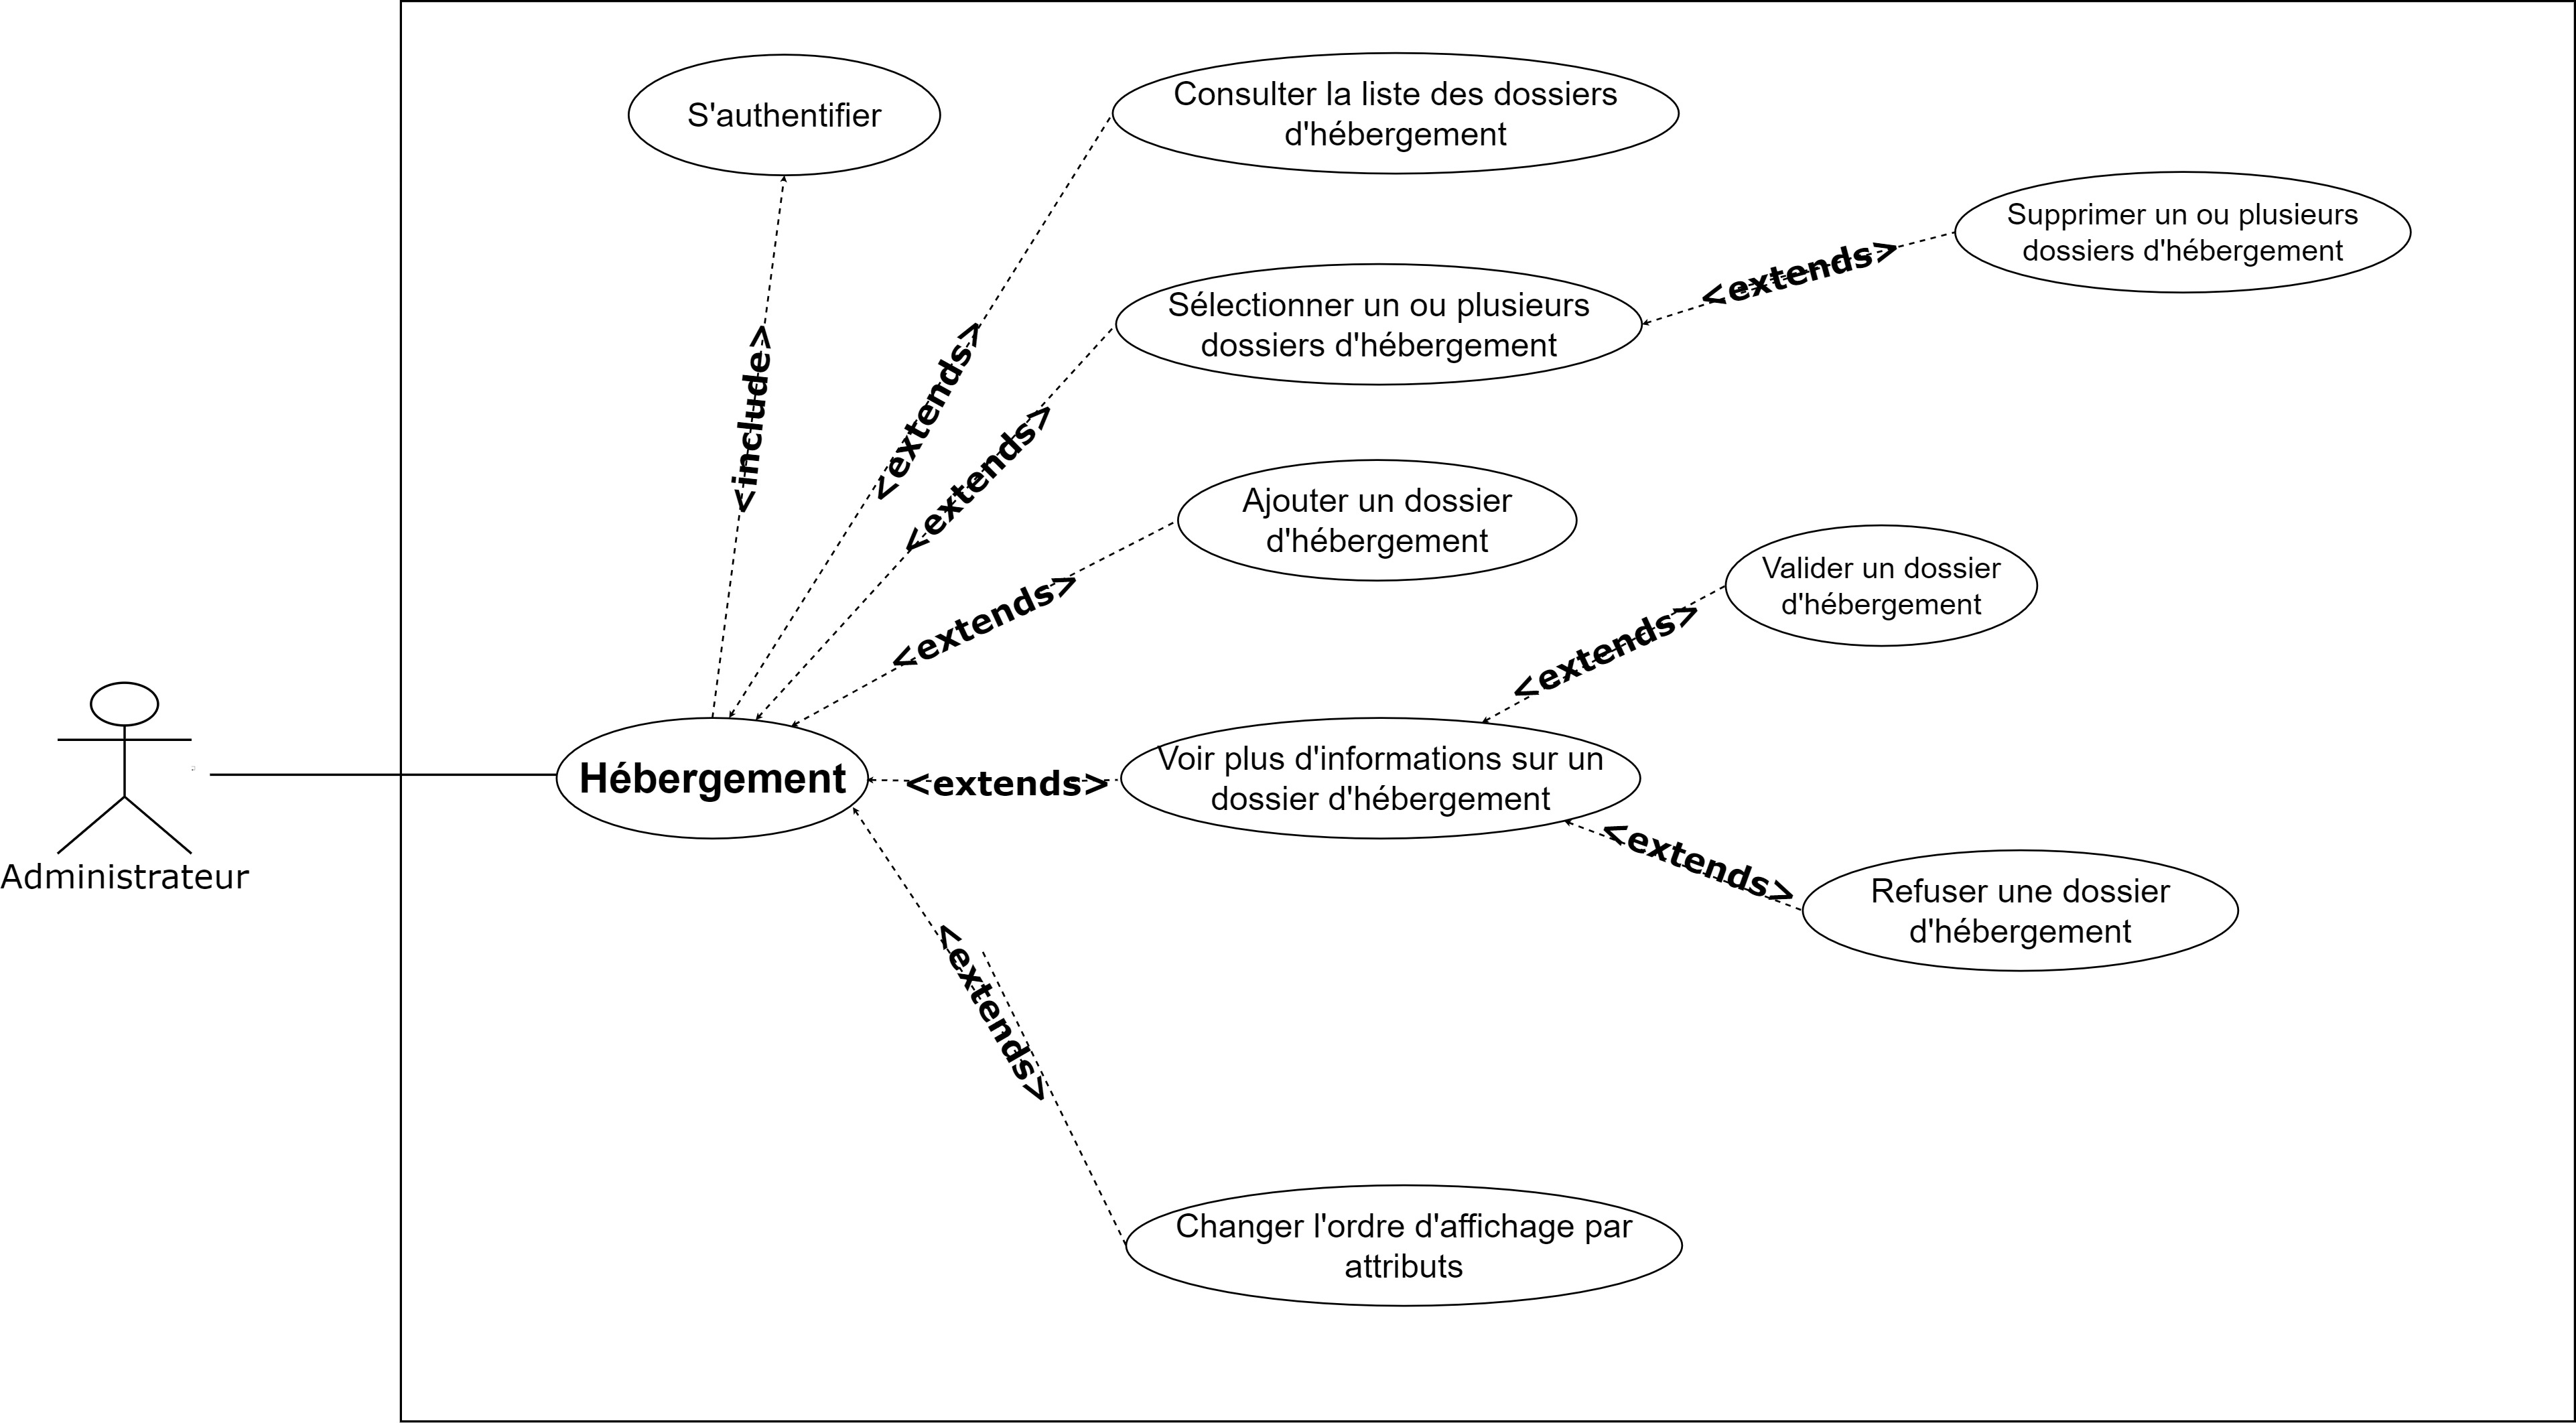 S'authentifier
Consulter la liste des dossiers
d'hébergement
Supprimer un ou plusieurs
dossiers d'hébergement
<extends>
Sélectionner un ou plusieurs
dossiers d'hébergement
<include>
<extends>
<extends>
Ajouter un dossier
d'hébergement
<extends>
Valider un dossier
d'hébergement
<extends>
Hébergement
<extends>
Voir plus d'informations sur un
dossier d'hébergement
<extends>
Administrateur
Refuser une dossier
d'hébergement
<extends>
Changer l'ordre d'affichage par
attributs